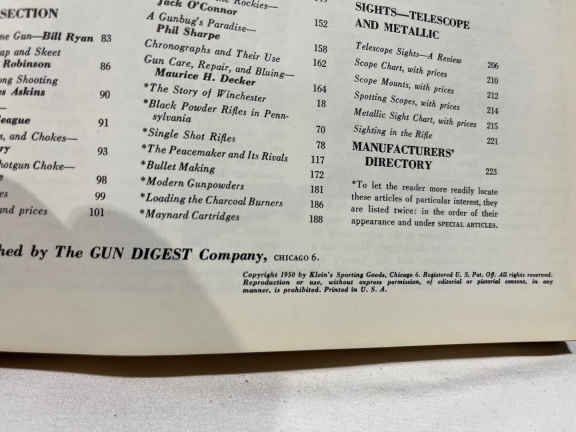 SECTION
ne Gun—Bill Ryan 83
ap and Skeet
Robinson 86
ong Shooting
es Askins 90
eague 91
s, and Chokes—
ry 93
hotgun Choke—
98
es 99
and prices 101
Rockies—
Jack O'Connor
A Gunbug's Paradise— 152
Phil Sharpe
Chronographs and Their Use 158
Gun Care, Repair, and Bluing— 162
Maurice H. Decker
*The Story of Winchester 164
*Black Powder Rifles in Penn- 18
sylvania
*Single Shot Rifles 70
*The Peacemaker and Its Rivals 78
*Bullet Making 117
*Modern Gunpowders 172
*Loading the Charcoal Burners 181
*Maynard Cartridges 186
188
SIGHTS—TELESCOPE
AND METALLIC
Telescope Sights—A Review 206
Scope Chart, with prices 210
Scope Mounts, with prices 212
Spotting Scopes, with prices 214
Metallic Sight Chart, with prices 215
Sighting in the Rifle 221
MANUFACTURERS'
DIRECTORY 223
*To let the reader more readily locate
these articles of particular interest, they
are listed twice: in the order of their
appearance and under SPECIAL ARTICLES.
hed by The GUN DIGEST Company, CHICAGO 6.
Copyright 1950 by Klein's Sporting Goods, Chicago 6. Registered U. S. Pat. Off. All rights reserved.
Reproduction or use, without express permission, of editorial or pictorial content, in any
manner, is prohibited. Printed in U. S. A.